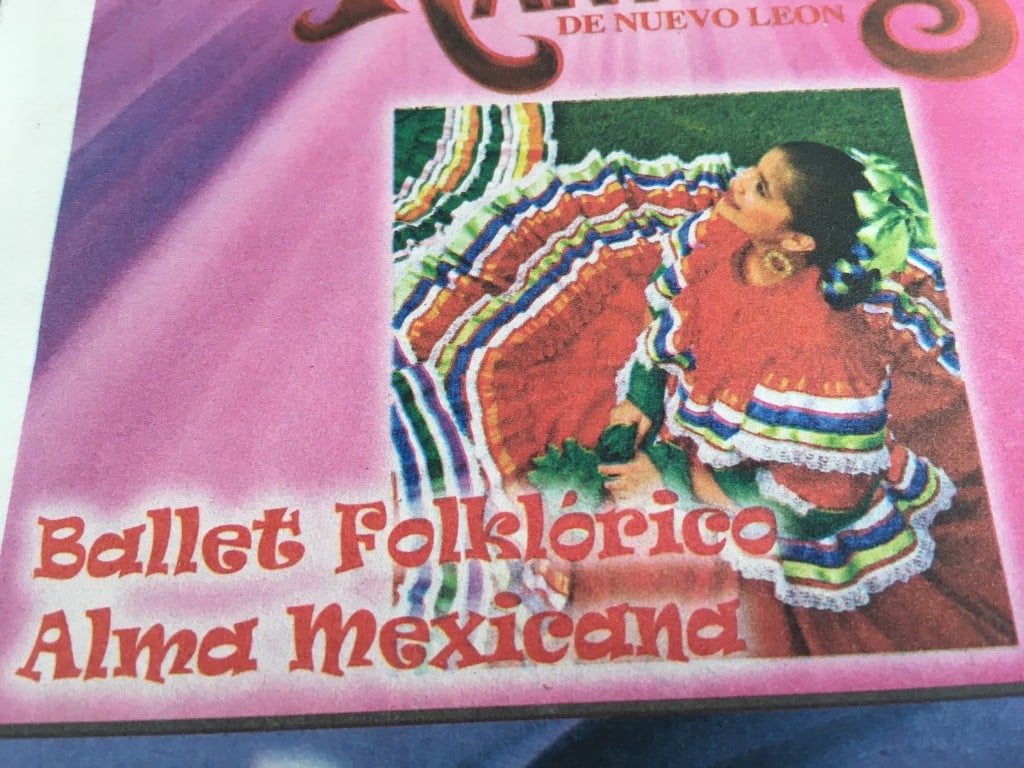 DE NUEVO LEON
Ballet Folklórico
Alma Mexicana